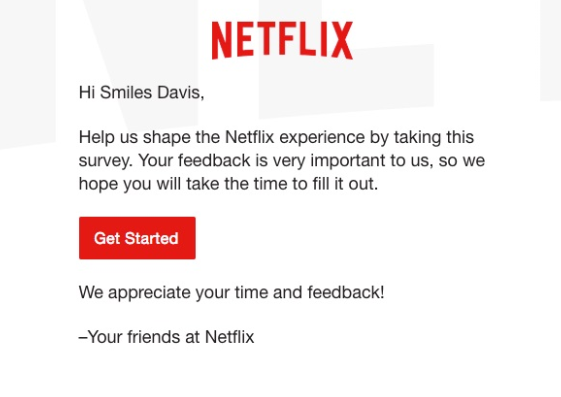 NETFLIX
Hi Smiles Davis,
Help us shape the Netflix experience by taking this
survey. Your feedback is very important to us, so we
hope you will take the time to fill it out.
Get Started
We appreciate your time and feedback!
–Your friends at Netflix